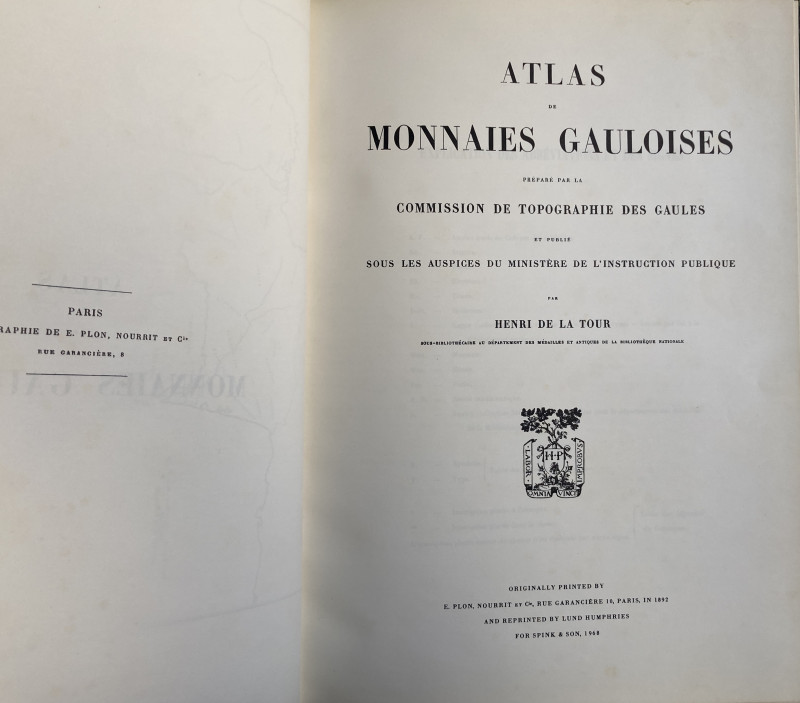 PARIS
RAPHIE DE E. PLON, NOURRIT ET Cie
RUE GARANCIÈRE, 8
ATLAS
DE
MONNAIES GAULOISES
PRÉPARÉ PAR LA
COMMISSION DE TOPOGRAPHIE DES GAULES
ET PUBLIÉ
SOUS LES AUSPICES DU MINISTÈRE DE L'INSTRUCTION PUBLIQUE
PAR
HENRI DE LA TOUR
SOUS-BIBLIOTHÉCAIRE AU DÉPARTEMENT DES MÉDAILLES ET ANTIQUES DE LA BIBLIOTHÈQUE NATIONALE
H·P
LABOR
OMNIA VINCIT
IMPROBVS
ORIGINALLY PRINTED BY
E. PLON, NOURRIT ET Cie, RUE GARANCIÈRE 10, PARIS, IN 1892
AND REPRINTED BY LUND HUMPHRIES
FOR SPINK & SON, 1968